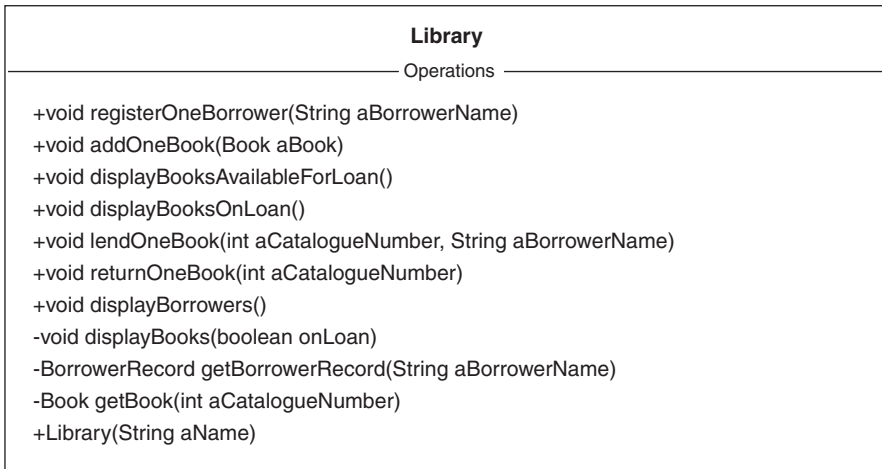 Library
Operations
+void registerOneBorrower(String aBorrowerName)
+void addOneBook(Book aBook)
+void displayBooksAvailableForLoan()
+void displayBooksOnLoan()
+void lendOneBook(int aCatalogueNumber, String aBorrowerName)
+void returnOneBook(int aCatalogueNumber)
+void displayBorrowers()
-void displayBooks(boolean onLoan)
-BorrowerRecord getBorrowerRecord(String aBorrowerName)
-Book getBook(int aCatalogueNumber)
+Library(String aName)